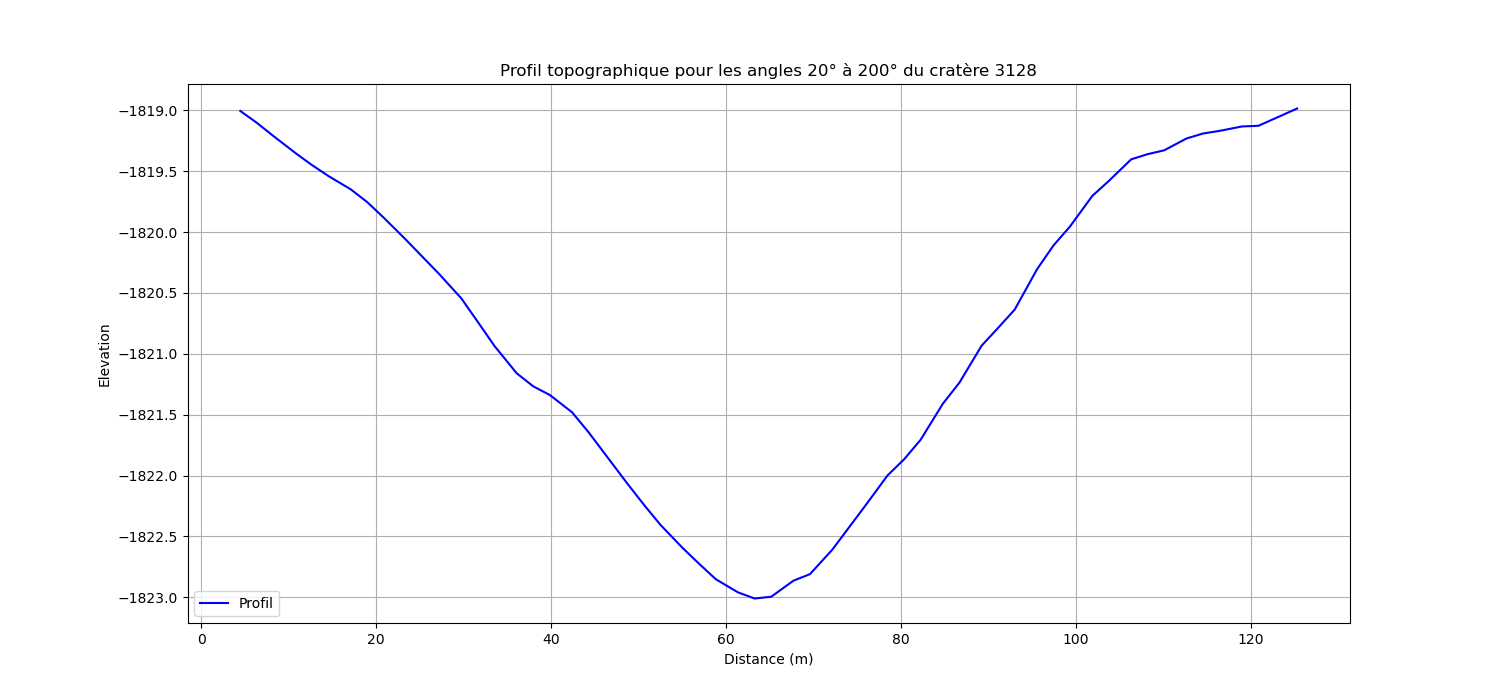 Profil topographique pour les angles 20° à 200° du cratère 3128
−1819.0
−1819.5
−1820.0
−1820.5
−1821.0
−1821.5
−1822.0
−1822.5
−1823.0
Elevation
Profil
0 20 40 60 80 100 120
Distance (m)